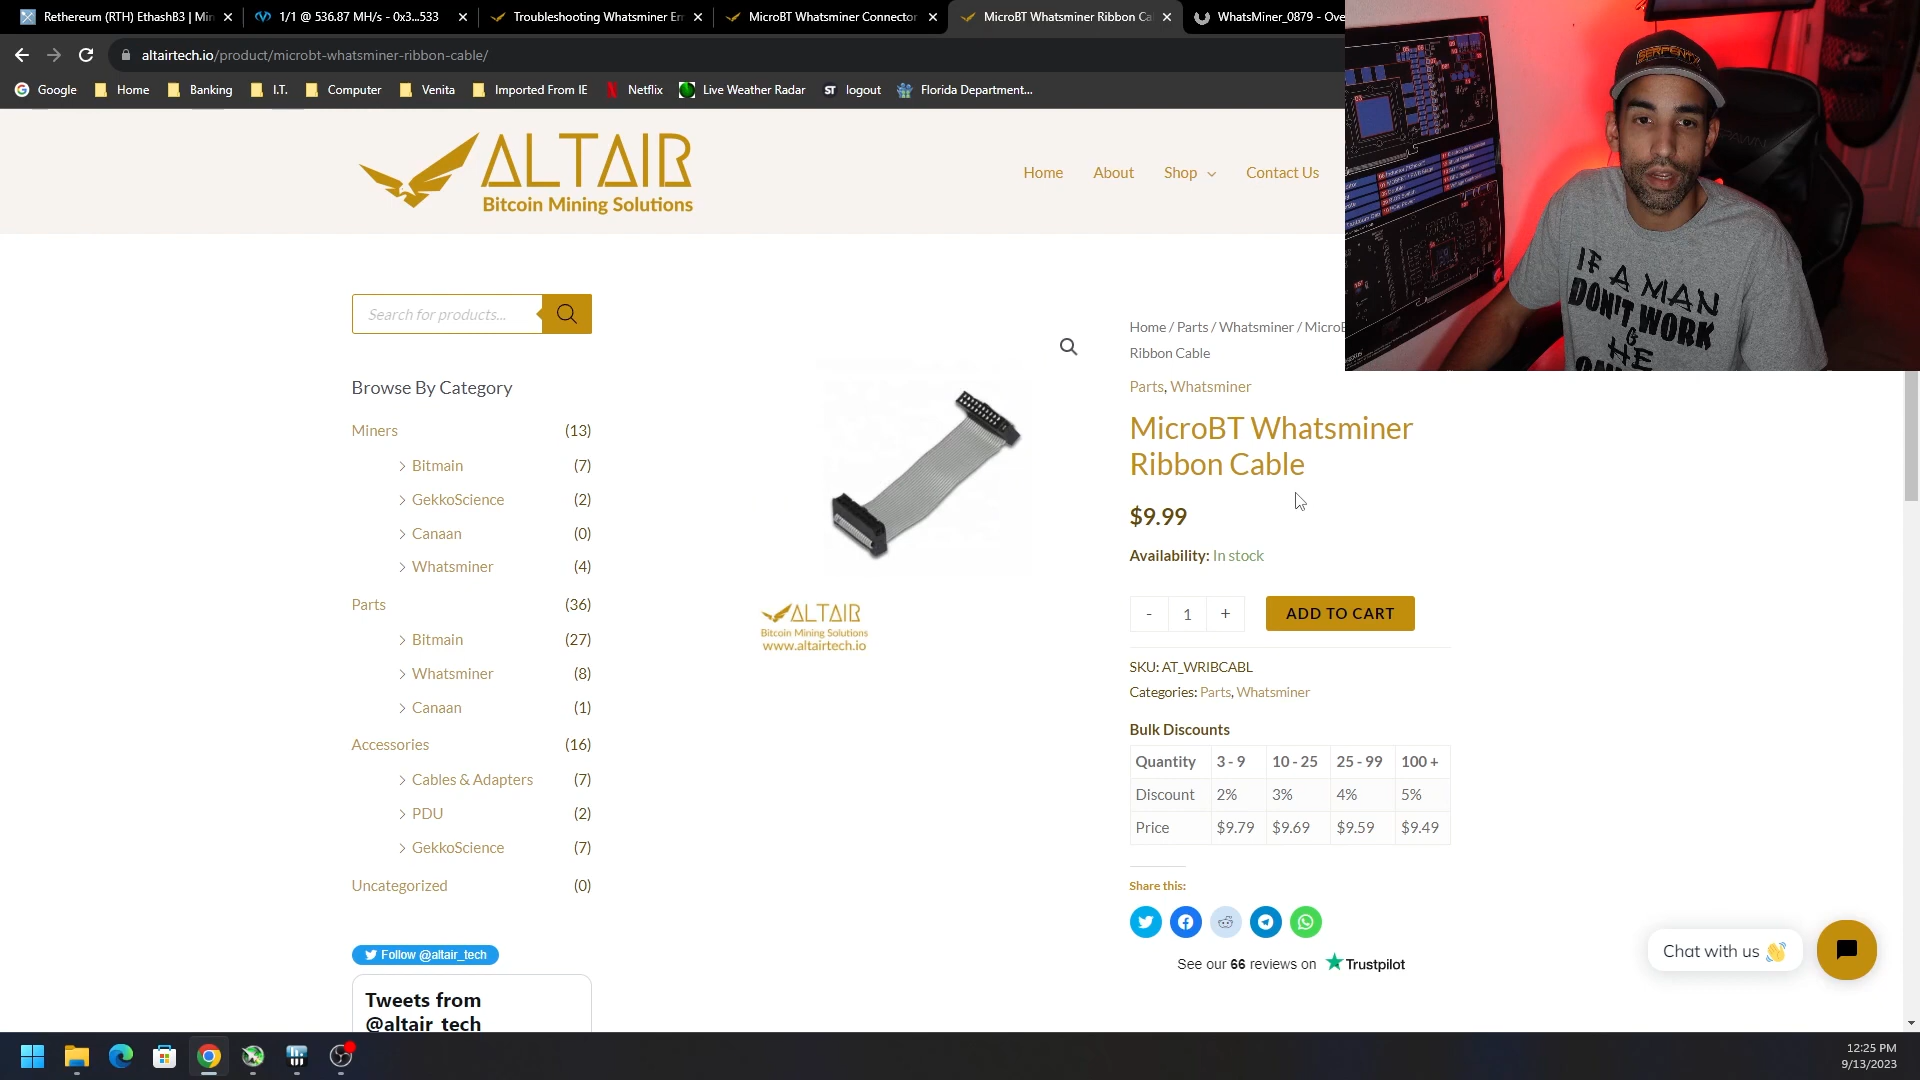 Rethereum (RTH) EthashB3 | Min
1/1 @ 536.87 MH/s - 0x3...533
Troubleshooting Whatsminer Er
MicroBT Whatsminer Connector
MicroBT Whatsminer Ribbon Ca
WhatsMiner_0879 - Ove
altairtech.io/product/microbt-whatsminer-ribbon-cable/
Google
Home
Banking
I.T.
Computer
Venita
Imported From IE
Netflix
Live Weather Radar
ST logout
Florida Department...
ALTAIR
Bitcoin Mining Solutions
Home
About
Shop
Contact Us
SERPENT
IF A MAN
DON'T WORK
&
HE
Search for products...
Browse By Category
Miners (13)
Bitmain (7)
GekkoScience (2)
Canaan (0)
Whatsminer (4)
Parts (36)
Bitmain (27)
Whatsminer (8)
Canaan (1)
Accessories (16)
Cables & Adapters (7)
PDU (2)
GekkoScience (7)
Uncategorized (0)
Follow @altair_tech
Tweets from
@altair_tech
ALTAIR
Bitcoin Mining Solutions
www.altairtech.io
Home / Parts / Whatsminer / MicroB
Ribbon Cable
Parts, Whatsminer
MicroBT Whatsminer
Ribbon Cable
$9.99
Availability: In stock
- 1 +
ADD TO CART
SKU: AT_WRIBCABL
Categories: Parts, Whatsminer
Bulk Discounts
Quantity 3 - 9 10 - 25 25 - 99 100 +
Discount 2% 3% 4% 5%
Price $9.79 $9.69 $9.59 $9.49
Share this:
See our 66 reviews on Trustpilot
Chat with us 👋
12:25 PM
9/13/2023